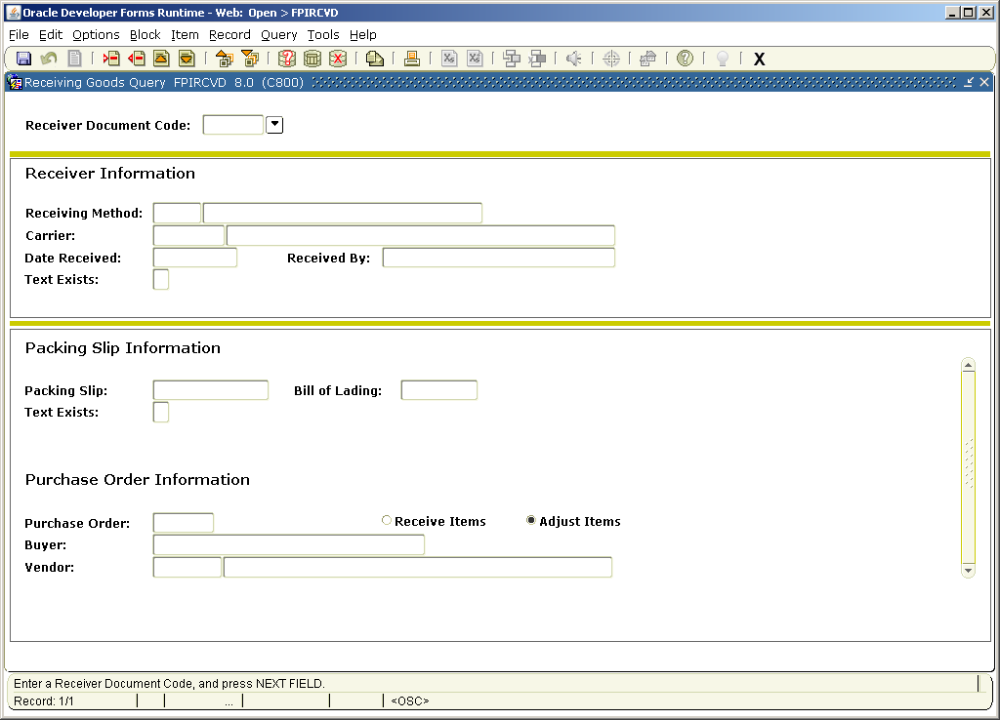 Oracle Developer Forms Runtime - Web: Open > FPIRCVD
File Edit Options Block Item Record Query Tools Help
X
Receiving Goods Query FPIRCVD 8.0 (C800)
Receiver Document Code:
Receiver Information
Receiving Method:
Carrier:
Date Received: Received By:
Text Exists:
Packing Slip Information
Packing Slip: Bill of Lading:
Text Exists:
Purchase Order Information
Purchase Order: Receive Items Adjust Items
Buyer:
Vendor:
Enter a Receiver Document Code, and press NEXT FIELD.
Record: 1/1 ... <OSC>